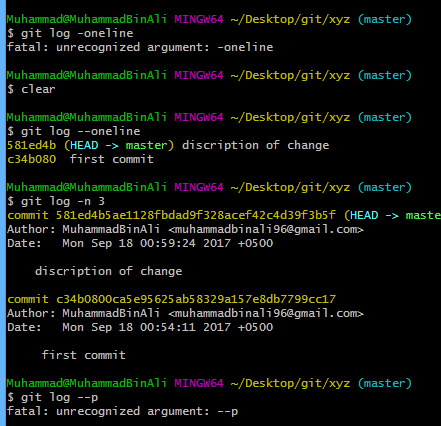 Muhammad@MuhammadBinAli MINGW64 ~/Desktop/git/xyz (master)
$ git log -oneline
fatal: unrecognized argument: -oneline
Muhammad@MuhammadBinAli MINGW64 ~/Desktop/git/xyz (master)
$ clear
Muhammad@MuhammadBinAli MINGW64 ~/Desktop/git/xyz (master)
$ git log --oneline
581ed4b (HEAD -> master) discription of change
c34b080 first commit
Muhammad@MuhammadBinAli MINGW64 ~/Desktop/git/xyz (master)
$ git log -n 3
commit 581ed4b5ae1128fbdad9f328acef42c4d39f3b5f (HEAD -> maste
Author: MuhammadBinAli <muhammadbinali96@gmail.com>
Date: Mon Sep 18 00:59:24 2017 +0500
discription of change
commit c34b0800ca5e95625ab58329a157e8db7799cc17
Author: MuhammadBinAli <muhammadbinali96@gmail.com>
Date: Mon Sep 18 00:54:11 2017 +0500
first commit
Muhammad@MuhammadBinAli MINGW64 ~/Desktop/git/xyz (master)
$ git log --p
fatal: unrecognized argument: --p